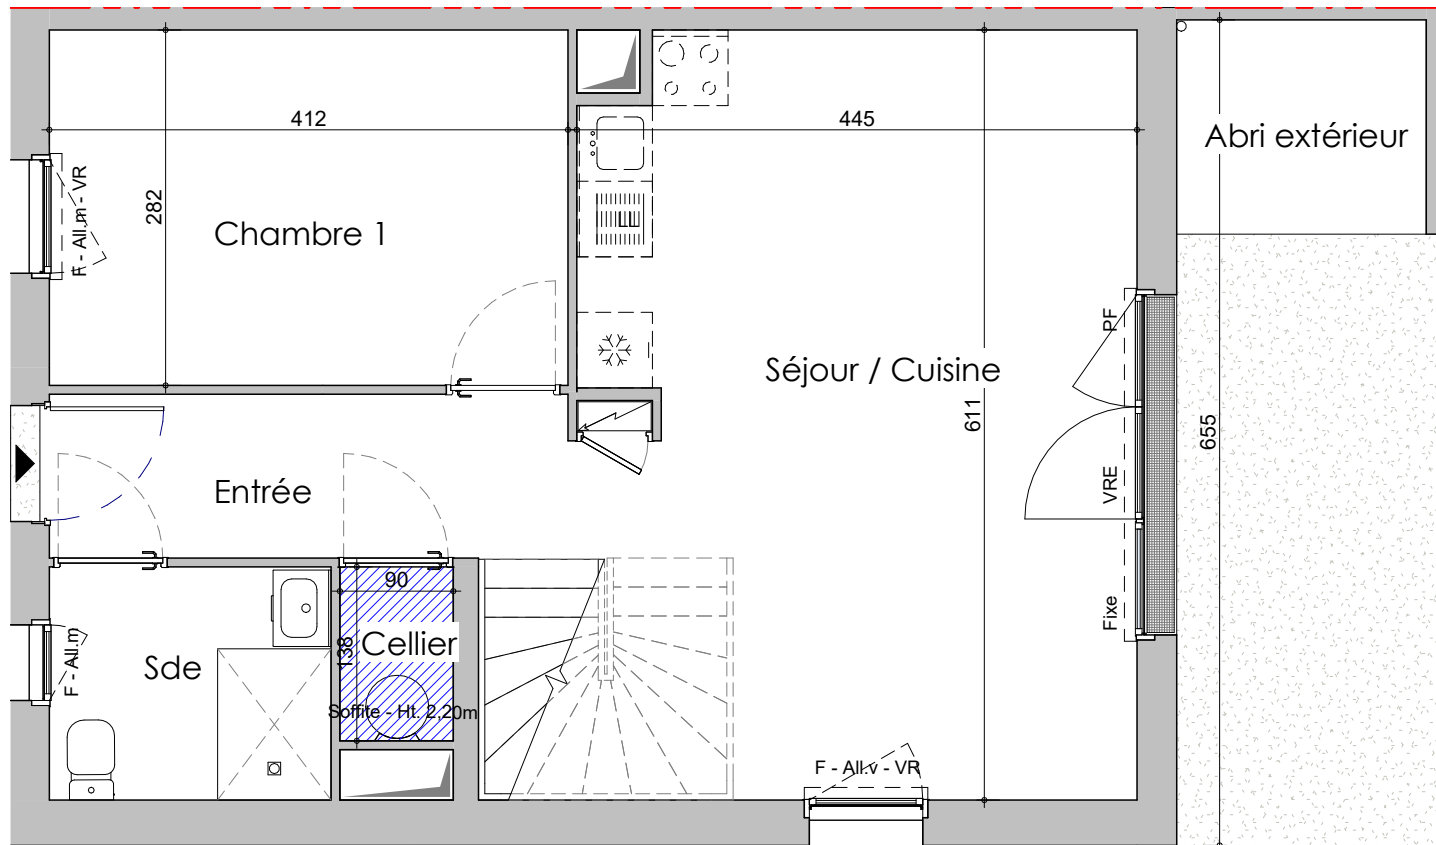 412
445
Abri extérieur
F - All.m - VR
282
Chambre 1
LL
PF
Séjour / Cuisine
611
655
Entrée
VRE
90
Fixe
F - All.m
138
Cellier
Sde
Soffite - Ht. 2,20m
F - All.v - VR